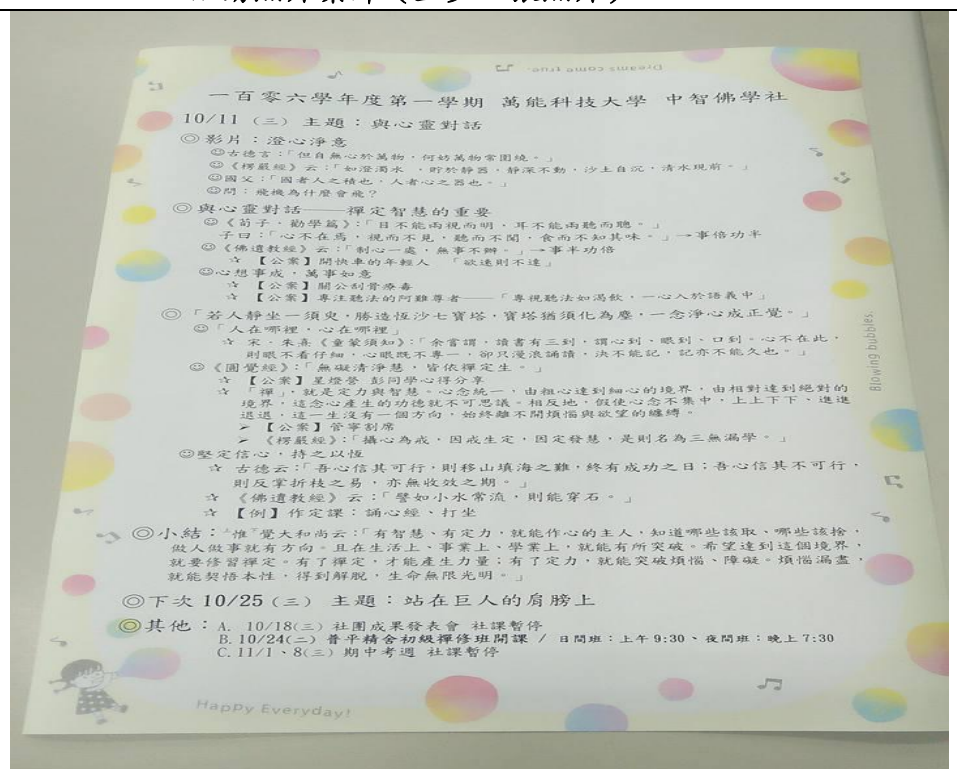 Dreams come true.
一百零六學年度第一學期 萬能科技大學 中智佛學社
10/11 (三) 主題：與心靈對話
◎影片：澄心淨意
☺古德言：「但自無心於萬物，何妨萬物常圍繞。」
☺《楞嚴經》云：「如澄濁水，貯於靜器，靜深不動，沙土自沉，清水現前。」
☺國父：「國者人之積也，人者心之器也。」
☺問：飛機為什麼會飛？
◎與心靈對話——禪定智慧的重要
☺《荀子．勸學篇》：「目不能兩視而明，耳不能兩聽而聰。」
子曰：「心不在焉，視而不見，聽而不聞，食而不知其味。」→事倍功半
☺《佛遺教經》云：「制心一處，無事不辦。」→事半功倍
☆ 【公案】開快車的年輕人 「欲速則不達」
☺心想事成，萬事如意
☆ 【公案】關公刮骨療毒
☆ 【公案】專注聽法的阿難尊者——「專視聽法如渴飲，一心入於語義中」
◎「若人靜坐一須臾，勝造恆沙七寶塔，寶塔猶須化為塵，一念淨心成正覺。」
☺「人在哪裡，心在哪裡」
☆ 宋．朱熹《童蒙須知》：「余嘗謂，讀書有三到，謂心到、眼到、口到。心不在此，
則眼不看仔細，心眼既不專一，卻只漫浪誦讀，決不能記，記亦不能久也。」
☺《圓覺經》：「無礙清淨慧，皆依禪定生。」
☆ 【公案】星燈營 彭同學心得分享
☆ 「禪」，就是定力與智慧，心念統一，由粗心達到細心的境界，由相對達到絕對的
境界，這念心產生的功德就不可思議。相反地，假使心念不集中，上上下下、進進
退退，這一生沒有一個方向，始終離不開煩惱與欲望的纏縛。
➢ 【公案】管寧割席
➢ 《楞嚴經》：「攝心為戒，因戒生定，因定發慧，是則名為三無漏學。」
☺堅定信心，持之以恆
☆ 古德云：「吾心信其可行，則移山填海之難，終有成功之日；吾心信其不可行，
則反掌折枝之易，亦無收效之期。」
☆ 《佛遺教經》云：「譬如小水常流，則能穿石。」
☆ 【例】作定課：誦心經、打坐
◎小結：上惟下覺大和尚云：「有智慧、有定力，就能作心的主人，知道哪些該取、哪些該捨，
做人做事就有方向。且在生活上、事業上、學業上，就能有所突破。希望達到這個境界，
就要修習禪定。有了禪定，才能產生力量；有了定力，就能突破煩惱、障礙。煩惱漏盡，
就能契悟本性，得到解脫，生命無限光明。」
◎下次 10/25 (三) 主題：站在巨人的肩膀上
◎其他：A. 10/18(三) 社團成果發表會 社課暫停
B. 10/24(二) 普平精舍初級禪修班開課 / 日間班：上午 9:30、夜間班：晚上 7:30
C. 11/1、8(三) 期中考週 社課暫停
Blowing bubbles.
Happy Everyday!